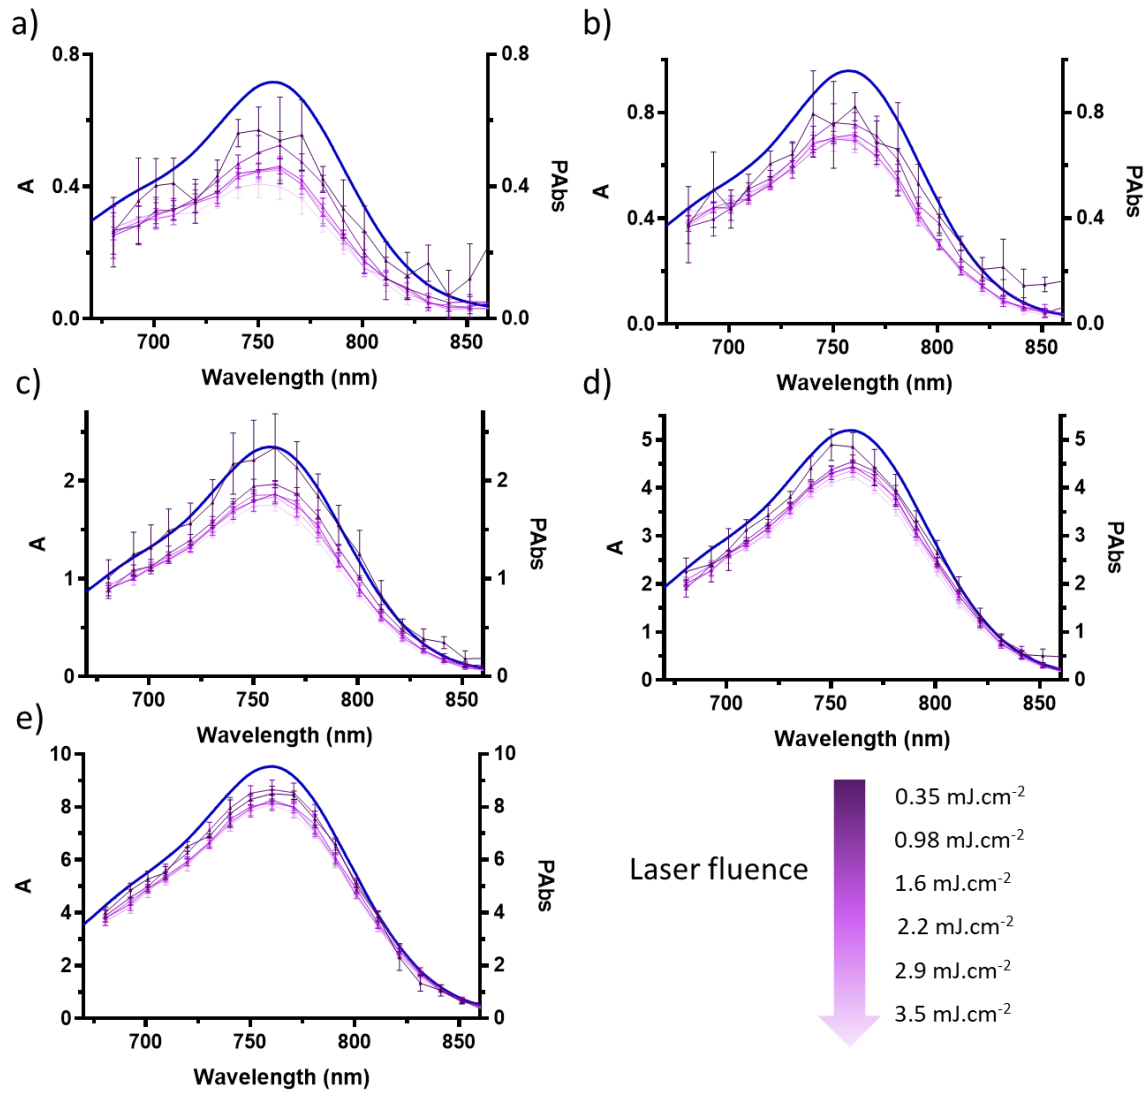 a)
b)
0.8
0.4
0.0
A
0.8
0.4
0.0
PAbs
700 750 800 850
Wavelength (nm)
0.8
0.4
0.0
A
0.8
0.4
0.0
PAbs
700 750 800 850
Wavelength (nm)
c)
d)
2
1
0
A
2
1
0
PAbs
700 750 800 850
Wavelength (nm)
5
4
3
2
1
0
A
5
4
3
2
1
0
PAbs
700 750 800 850
Wavelength (nm)
e)
10
8
6
4
2
0
A
10
8
6
4
2
0
PAbs
700 750 800 850
Wavelength (nm)
Laser fluence
0.35 mJ.cm⁻²
0.98 mJ.cm⁻²
1.6 mJ.cm⁻²
2.2 mJ.cm⁻²
2.9 mJ.cm⁻²
3.5 mJ.cm⁻²